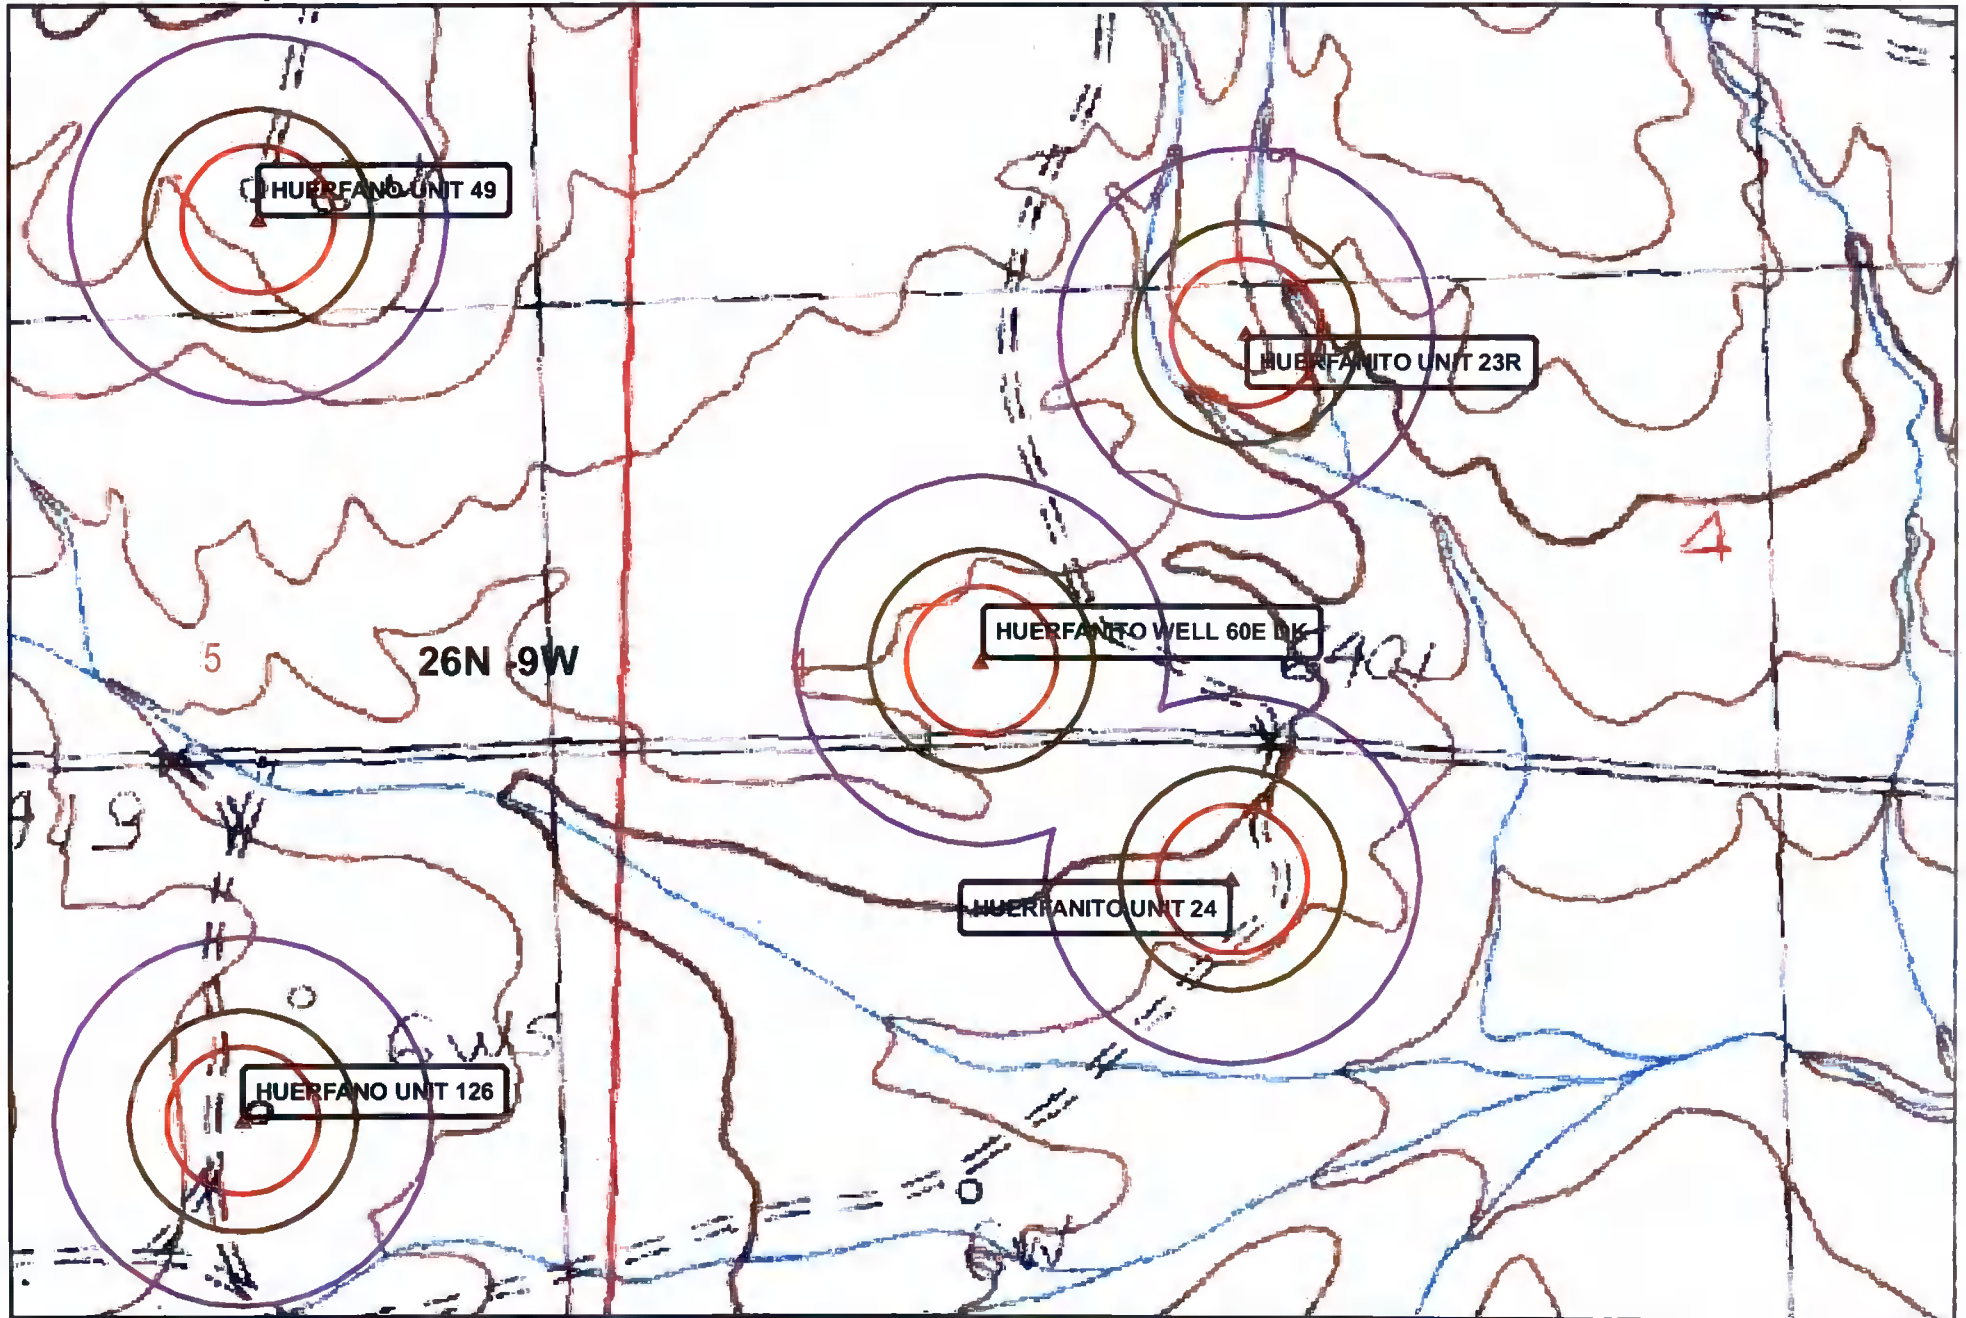 HUERFANO UNIT 49
HUERFANITO UNIT 23R
4
HUERFANITO WELL 60E DK
5
26N -9W
HUERFANITO UNIT 24
HUERFANO UNIT 126